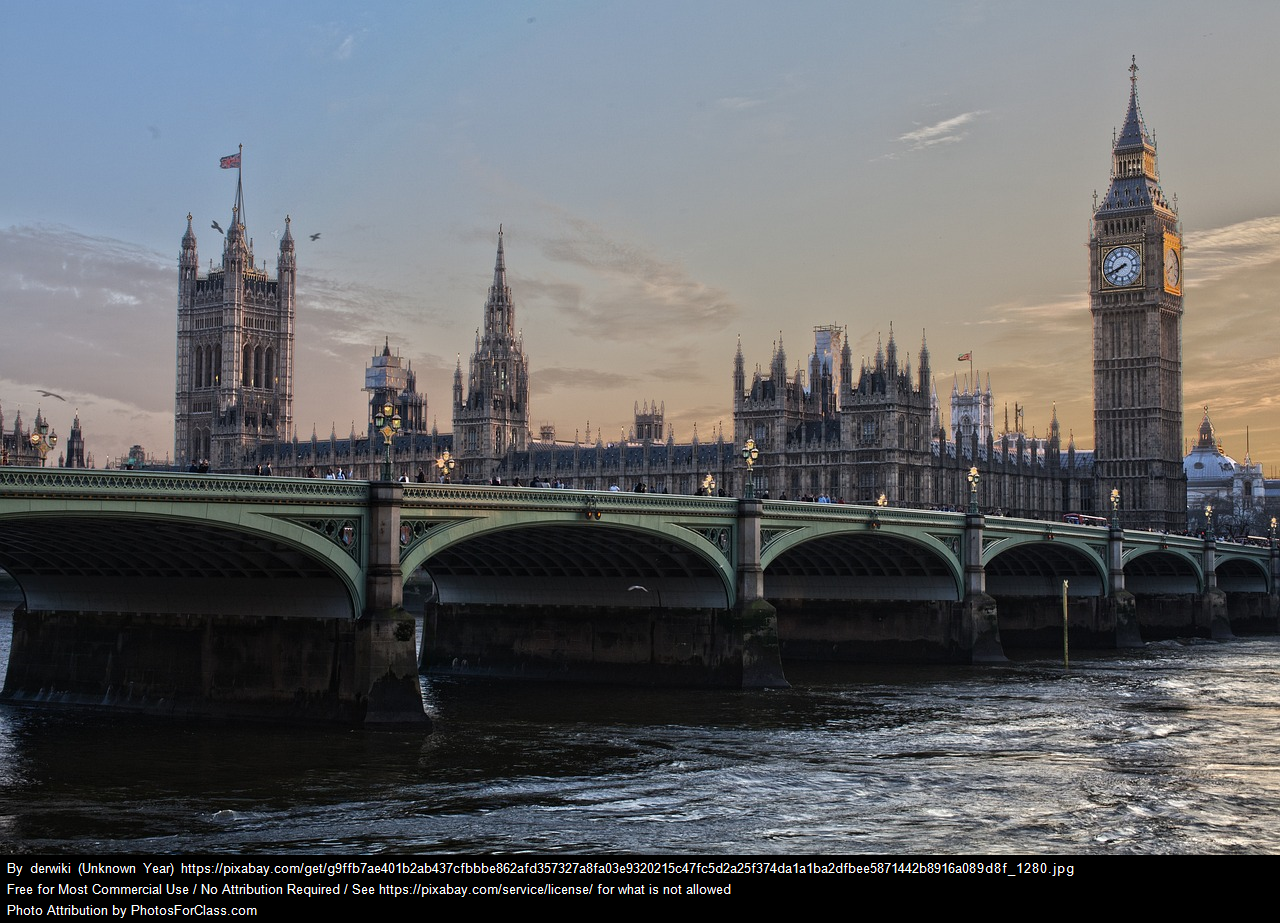 By derwiki (Unknown Year) https://pixabay.com/get/g9ffb7ae401b2ab437cfbbbe862afd357327a8fa03e9320215c47fc5d2a25f374da1a1ba2dfbee5871442b8916a089d8f_1280.jpg
Free for Most Commercial Use / No Attribution Required / See https://pixabay.com/service/license/ for what is not allowed
Photo Attribution by PhotosForClass.com